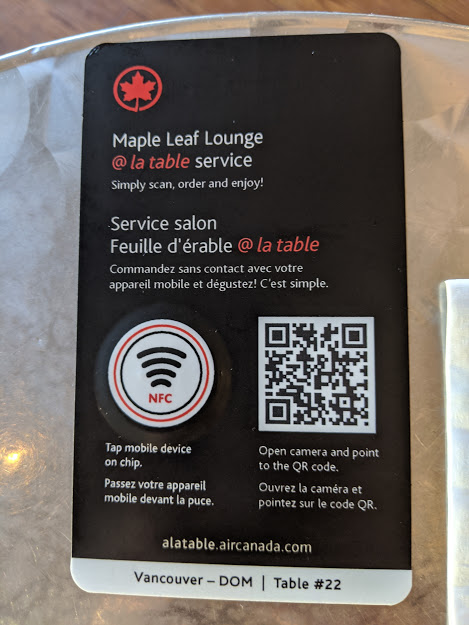 Maple Leaf Lounge
@ la table service
Simply scan, order and enjoy!
Service salon
Feuille d'érable @ la table
Commandez sans contact avec votre
appareil mobile et dégustez! C'est simple.
NFC
Tap mobile device
on chip.
Passez votre appareil
mobile devant la puce.
Open camera and point
to the QR code.
Ouvrez la caméra et
pointez sur le code QR.
alatable.aircanada.com
Vancouver – DOM | Table #22